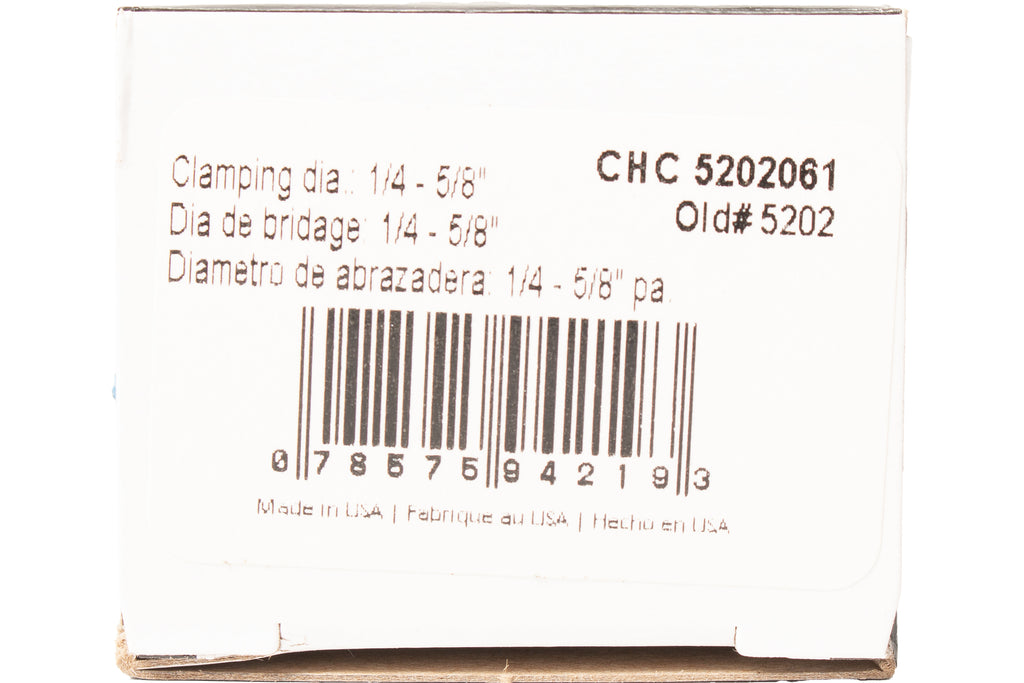 Clamping dia.: 1/4 - 5/8"
CHC 5202061
Dia de bridage: 1/4 - 5/8"
Old# 5202
Diametro de abrazadera: 1/4 - 5/8" pa.
0 78575 94219 3
Made in USA | Fabrique au USA | Hecho en USA